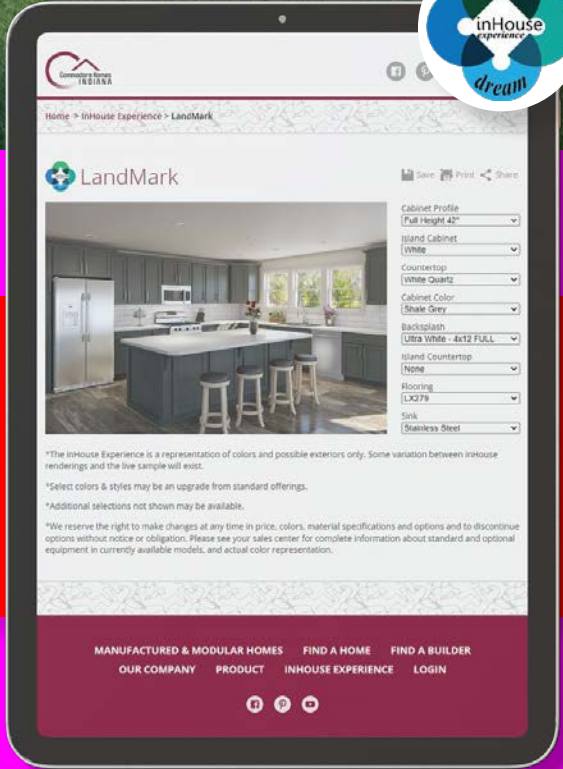 inHouse
experience
dream
Commodore Homes
INDIANA
Home > InHouse Experience > LandMark
LandMark
Save Print Share
Cabinet Profile
Full Height 42"
Island Cabinet
White
Countertop
White Quartz
Cabinet Color
Shale Grey
Backsplash
Ultra White - 4x12 FULL
Island Countertop
None
Flooring
LX279
Sink
Stainless Steel
*The inHouse Experience is a representation of colors and possible exteriors only. Some variation between inHouse
renderings and the live sample will exist.
*Select colors & styles may be an upgrade from standard offerings.
*Additional selections not shown may be available.
*We reserve the right to make changes at any time in price, colors, material specifications and options and to discontinue
options without notice or obligation. Please see your sales center for complete information about standard and optional
equipment in currently available models, and actual color representation.
MANUFACTURED & MODULAR HOMES FIND A HOME FIND A BUILDER
OUR COMPANY PRODUCT INHOUSE EXPERIENCE LOGIN